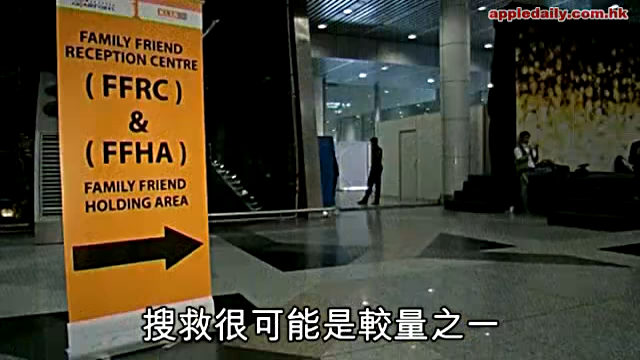 appledaily.com.hk
FAMILY FRIEND
RECEPTION CENTRE
( FFRC )
&
( FFHA )
FAMILY FRIEND
HOLDING AREA
搜救很可能是較量之一